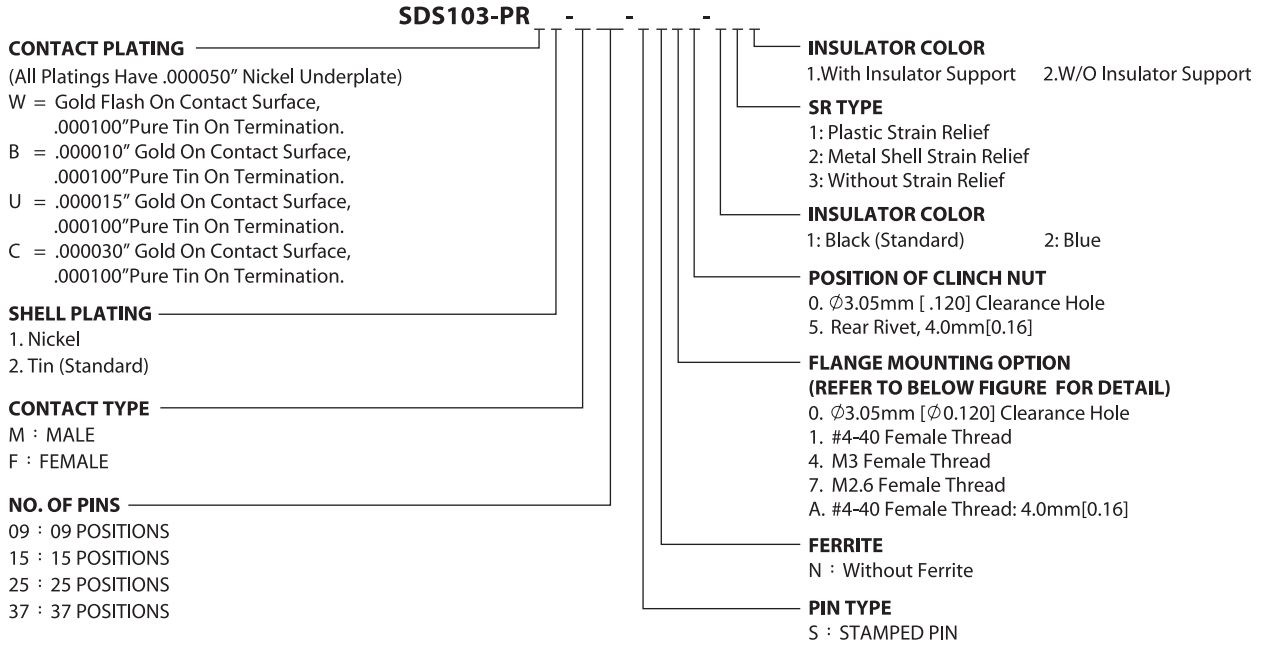 SDS103-PR _ _ - _ _ - _ _ _ _ - _ _ _
CONTACT PLATING
(All Platings Have .000050" Nickel Underplate)
W = Gold Flash On Contact Surface,
.000100"Pure Tin On Termination.
B = .000010" Gold On Contact Surface,
.000100"Pure Tin On Termination.
U = .000015" Gold On Contact Surface,
.000100"Pure Tin On Termination.
C = .000030" Gold On Contact Surface,
.000100"Pure Tin On Termination.
SHELL PLATING
1. Nickel
2. Tin (Standard)
CONTACT TYPE
M : MALE
F : FEMALE
NO. OF PINS
09 : 09 POSITIONS
15 : 15 POSITIONS
25 : 25 POSITIONS
37 : 37 POSITIONS
INSULATOR COLOR
1.With Insulator Support 2.W/O Insulator Support
SR TYPE
1: Plastic Strain Relief
2: Metal Shell Strain Relief
3: Without Strain Relief
INSULATOR COLOR
1: Black (Standard) 2: Blue
POSITION OF CLINCH NUT
0. ∅3.05mm [ .120] Clearance Hole
5. Rear Rivet, 4.0mm[0.16]
FLANGE MOUNTING OPTION
(REFER TO BELOW FIGURE FOR DETAIL)
0. ∅3.05mm [∅0.120] Clearance Hole
1. #4-40 Female Thread
4. M3 Female Thread
7. M2.6 Female Thread
A. #4-40 Female Thread: 4.0mm[0.16]
FERRITE
N : Without Ferrite
PIN TYPE
S : STAMPED PIN